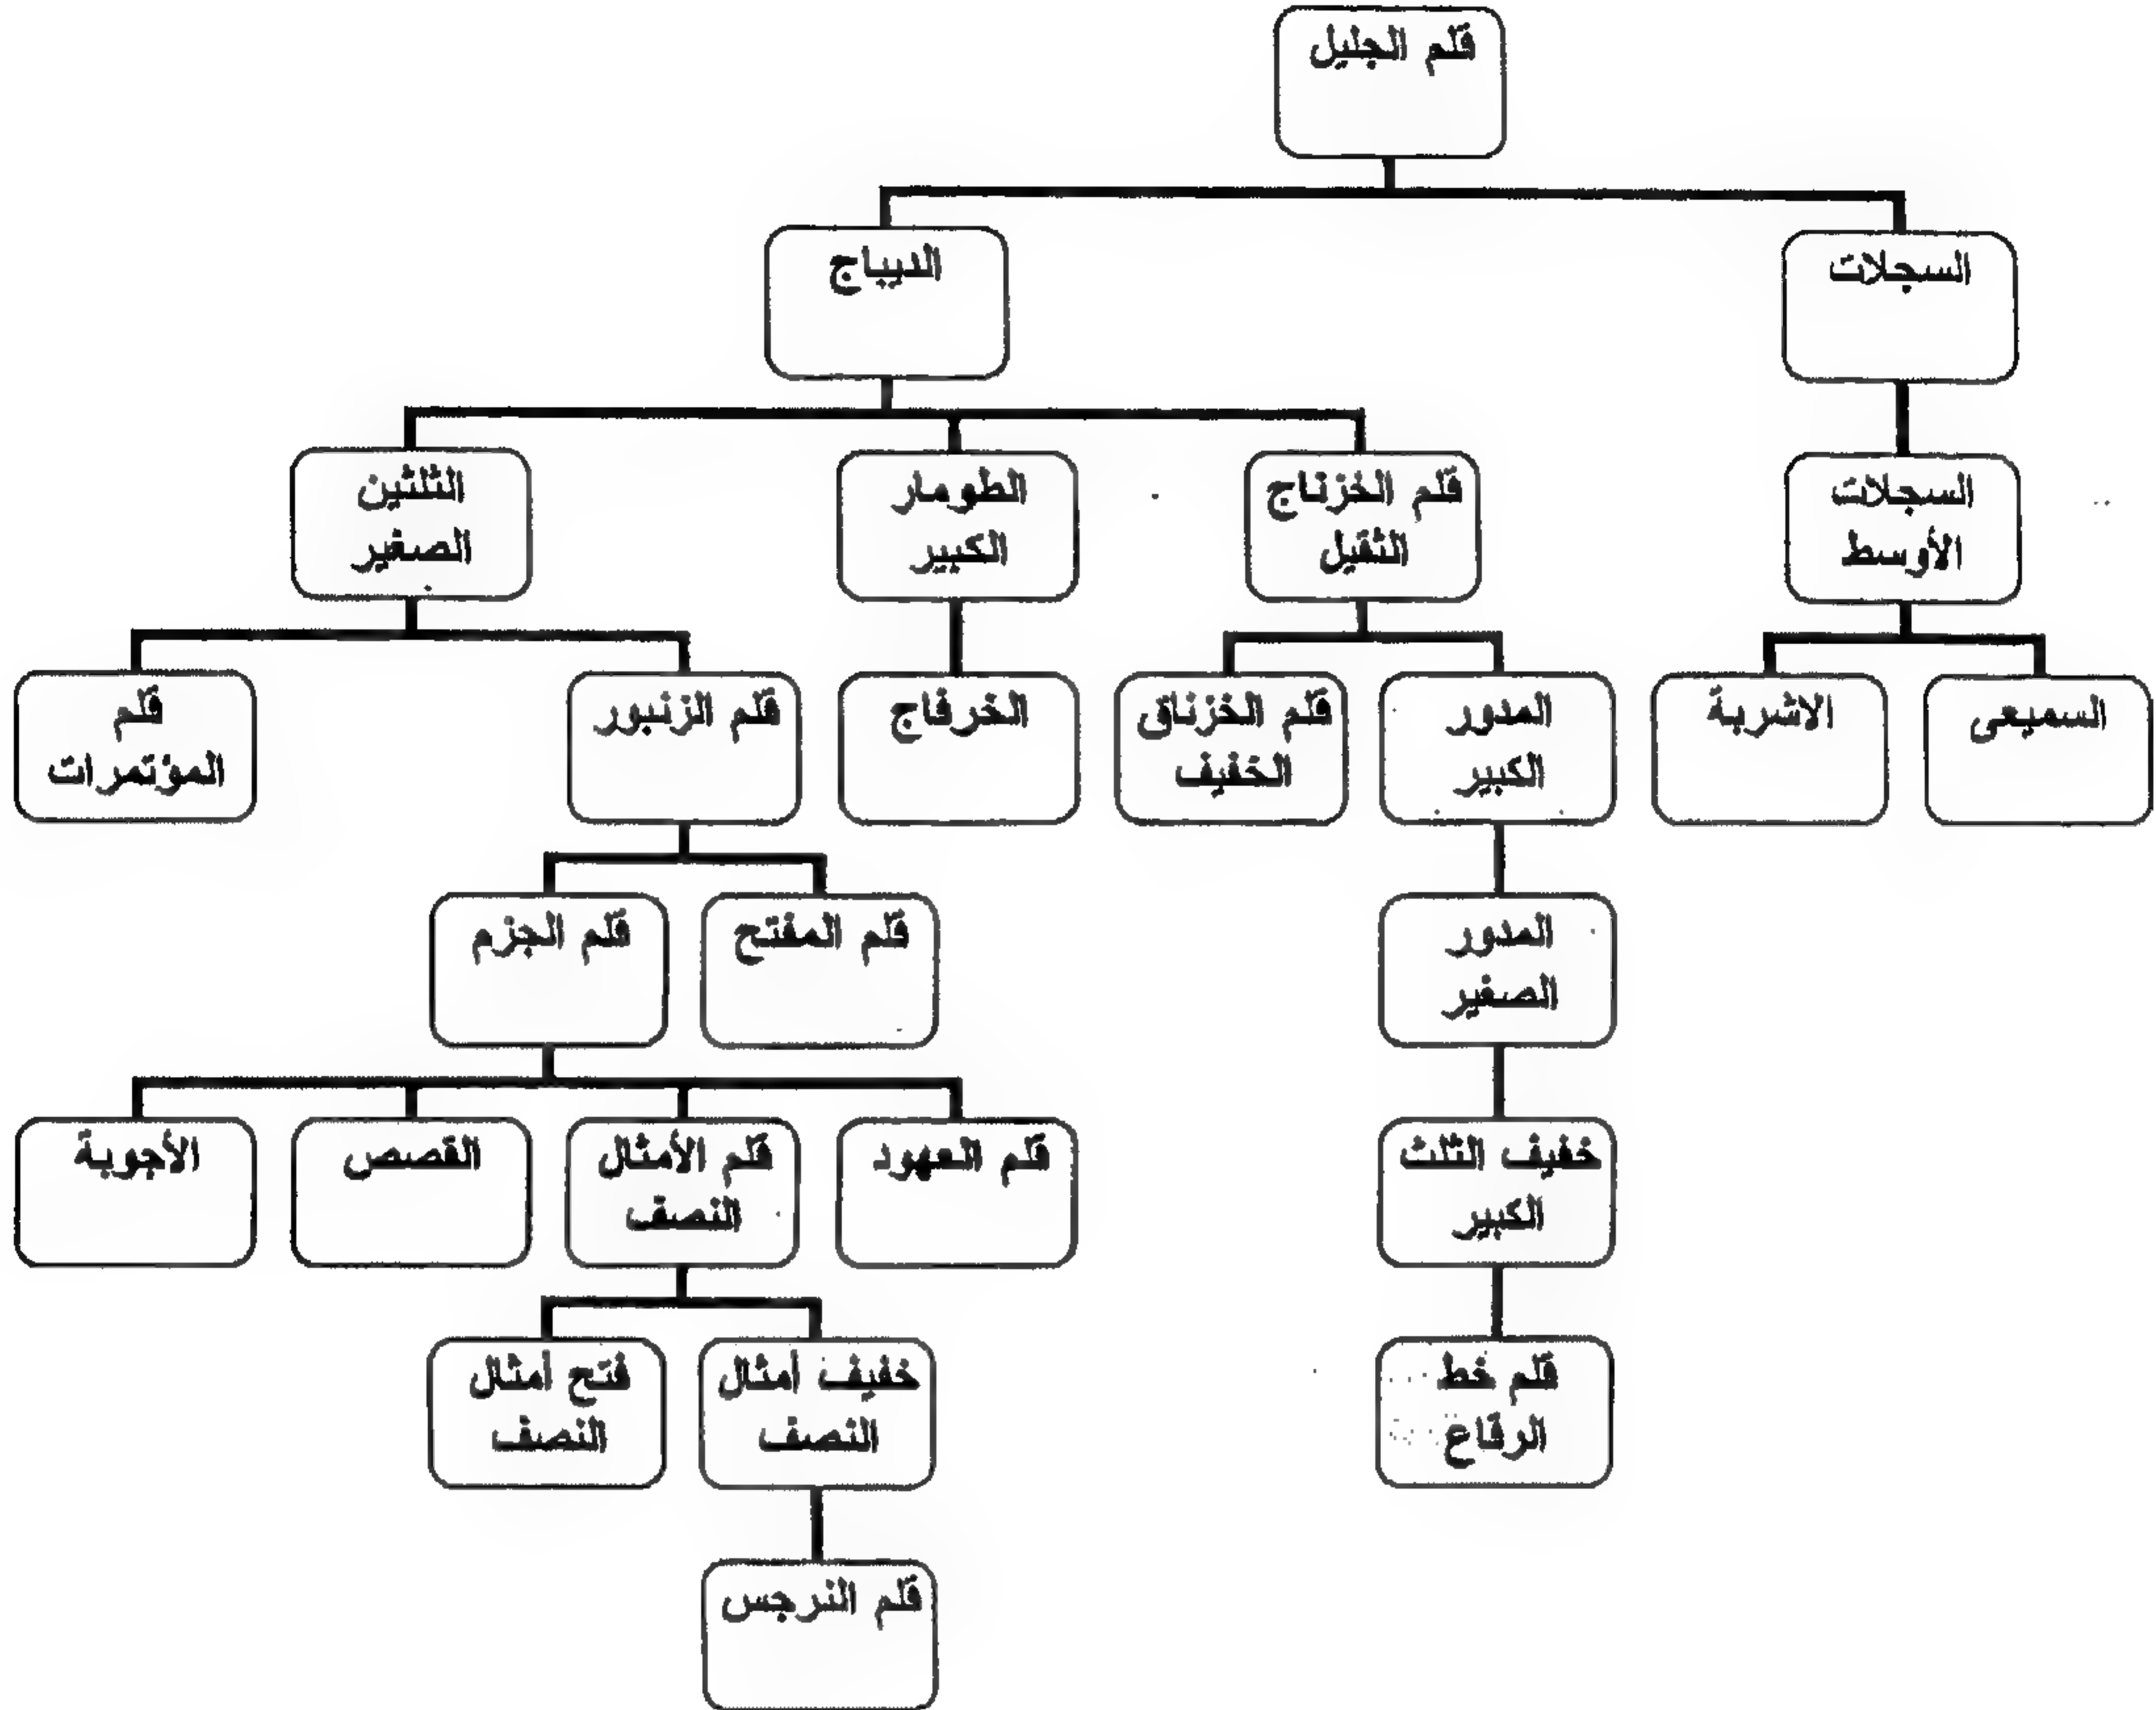 قلم الجليل
السجلات
الديباج
السجلات
الأوسط
قلم الخزناج
الثقيل
الطومار
الكبير
الثلثين
الصغير
السميعى
الاشربة
المدور
الكبير
قلم الخزناق
الخفيف
الخرفاج
قلم الزنبور
قلم
المؤتمرات
المدور
الصغير
قلم المفتح
قلم الجزم
خفيف الثلث
الكبير
قلم العهود
قلم الأمثال
النصف
القصص
الأجوبة
قلم خط
الرقاع
خفيف أمثال
النصف
فتح أمثال
النصف
قلم النرجس